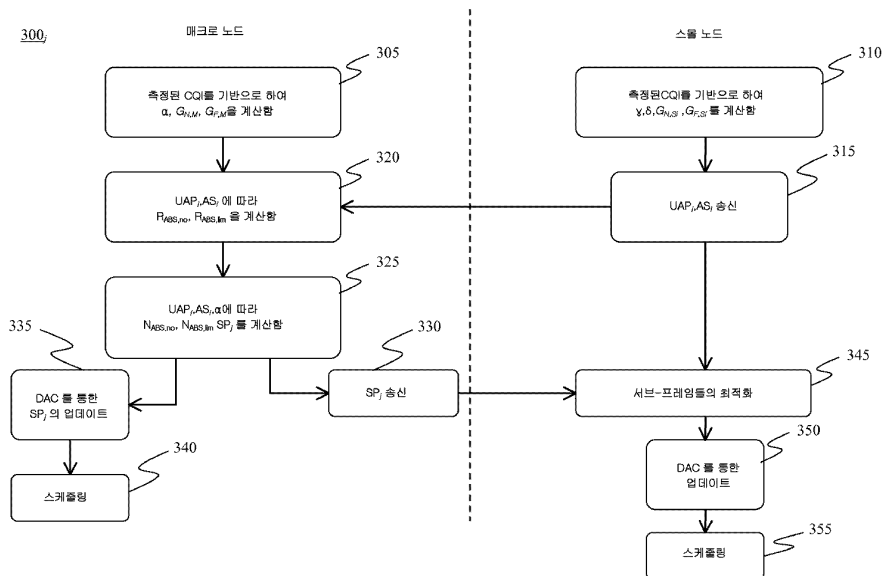 300j
매크로 노드
스몰 노드
305
310
측정된 CQI를 기반으로 하여
α, GN,M, GF,M을 계산함
측정된CQI를 기반으로 하여
γ,δ,GN,Si ,GF,Si 를 계산함
320
315
UAPi,ASi 에 따라
RABS,no, RABS,lim 을 계산함
UAPi,ASi 송신
325
UAPi,ASi,α에 따라
NABS,no, NABS,lim SPj 를 계산함
335
330
345
DAC 를 통한
SPj 의 업데이트
SPj 송신
서브-프레임들의 최적화
340
350
스케줄링
DAC 를 통한
업데이트
355
스케줄링